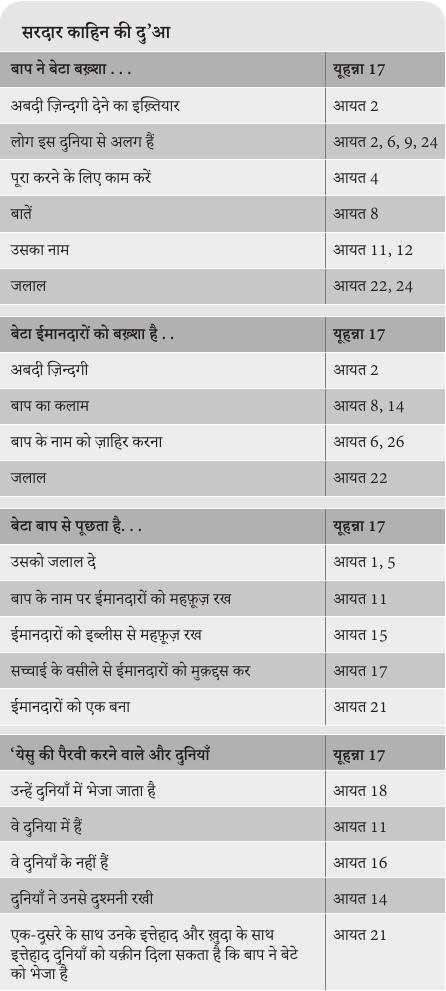 सरदार काहिन की दु’आ
बाप ने बेटा बख़्शा . . . यूहन्ना 17
अबदी ज़िन्दगी देने का इख़्तियार आयत 2
लोग इस दुनिया से अलग हैं आयत 2, 6, 9, 24
पूरा करने के लिए काम करें आयत 4
बातें आयत 8
उसका नाम आयत 11, 12
जलाल आयत 22, 24
बेटा ईमानदारों को बख़्शा है . . यूहन्ना 17
अबदी ज़िन्दगी आयत 2
बाप का कलाम आयत 8, 14
बाप के नाम को ज़ाहिर करना आयत 6, 26
जलाल आयत 22
बेटा बाप से पूछता है. . . यूहन्ना 17
उसको जलाल दे आयत 1, 5
बाप के नाम पर ईमानदारों को महफ़ूज़ रख आयत 11
ईमानदारों को इब्लीस से महफ़ूज़ रख आयत 15
सच्चाई के वसीले से ईमानदारों को मुक़द्दस कर आयत 17
ईमानदारों को एक बना आयत 21
‘येसु की पैरवी करने वाले और दुनियाँ यूहन्ना 17
उन्हें दुनियाँ में भेजा जाता है आयत 18
वे दुनिया में हैं आयत 11
वे दुनियाँ के नहीं हैं आयत 16
दुनियाँ ने उनसे दुश्मनी रखी आयत 14
एक-दूसरे के साथ उनके इत्तेहाद और ख़ुदा के साथ आयत 21
इत्तेहाद दुनियाँ को यक़ीन दिला सकता है कि बाप ने बेटे
को भेजा है